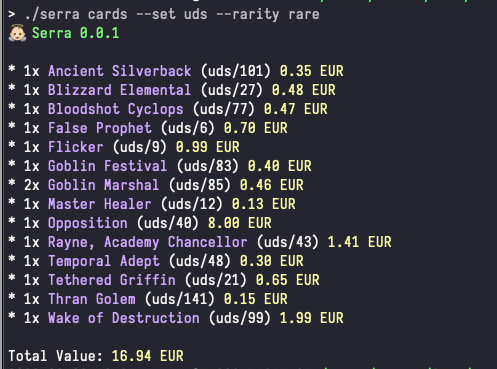 > ./serra cards --set uds --rarity rare
👼🏻 Serra 0.0.1
* 1x Ancient Silverback (uds/101) 0.35 EUR
* 1x Blizzard Elemental (uds/27) 0.48 EUR
* 1x Bloodshot Cyclops (uds/77) 0.47 EUR
* 1x False Prophet (uds/6) 0.70 EUR
* 1x Flicker (uds/9) 0.99 EUR
* 1x Goblin Festival (uds/83) 0.40 EUR
* 2x Goblin Marshal (uds/85) 0.46 EUR
* 1x Master Healer (uds/12) 0.13 EUR
* 1x Opposition (uds/40) 8.00 EUR
* 1x Rayne, Academy Chancellor (uds/43) 1.41 EUR
* 1x Temporal Adept (uds/48) 0.30 EUR
* 1x Tethered Griffin (uds/21) 0.65 EUR
* 1x Thran Golem (uds/141) 0.15 EUR
* 1x Wake of Destruction (uds/99) 1.99 EUR
Total Value: 16.94 EUR